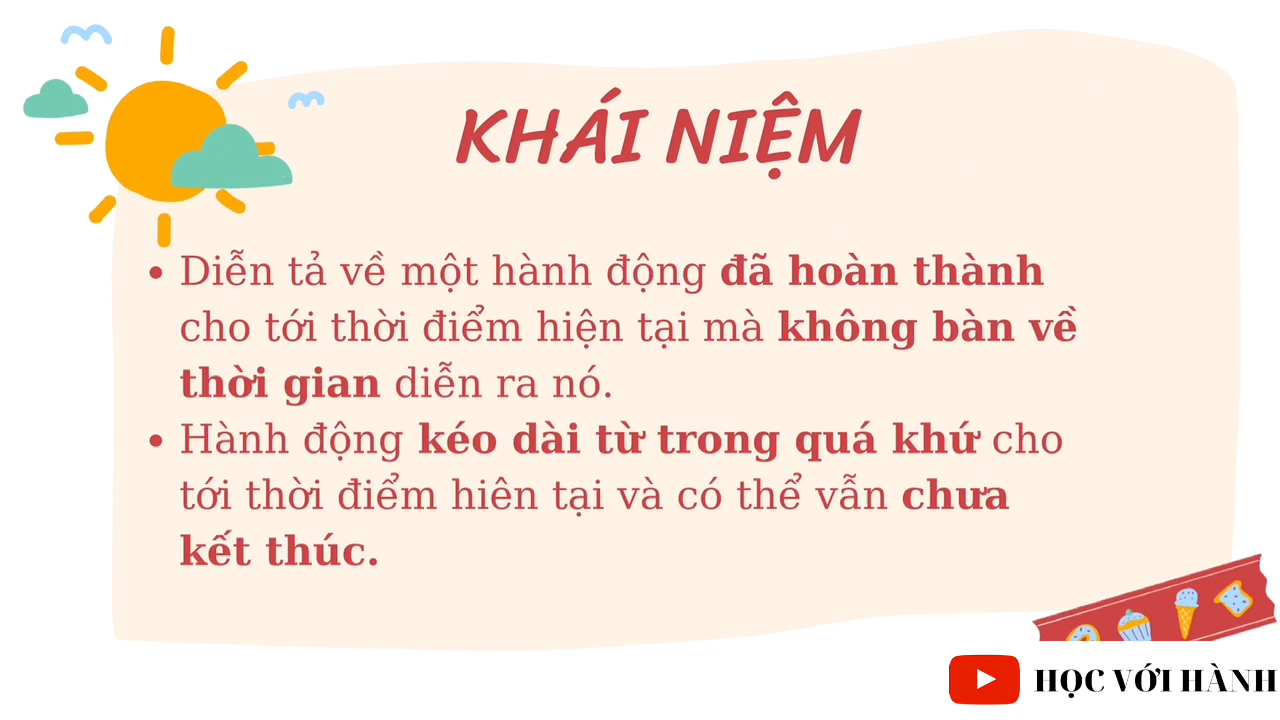 KHÁI NIỆM
• Diễn tả về một hành động đã hoàn thành
cho tới thời điểm hiện tại mà không bàn về
thời gian diễn ra nó.
• Hành động kéo dài từ trong quá khứ cho
tới thời điểm hiên tại và có thể vẫn chưa
kết thúc.
HỌC VỚI HÀNH